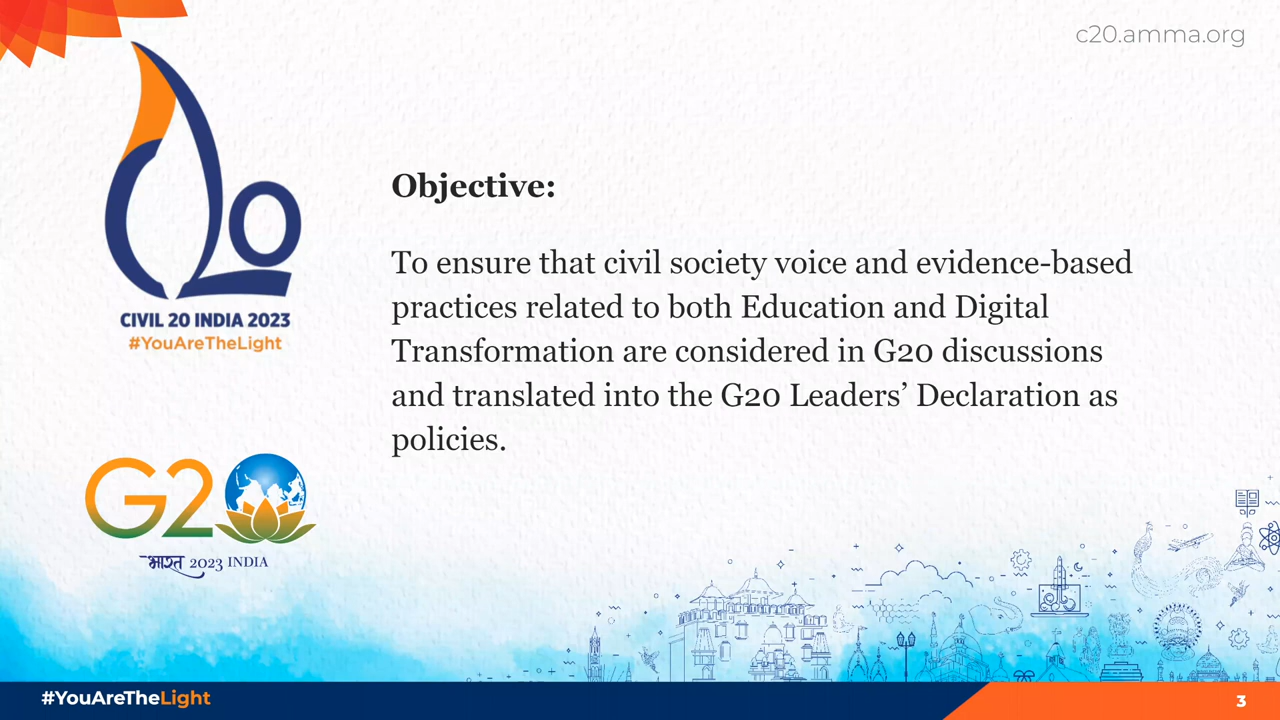 c20.amma.org
CIVIL 20 INDIA 2023
#YouAreTheLight
G20
भारत 2023 INDIA
Objective:
To ensure that civil society voice and evidence-based
practices related to both Education and Digital
Transformation are considered in G20 discussions
and translated into the G20 Leaders’ Declaration as
policies.
#YouAreTheLight
3